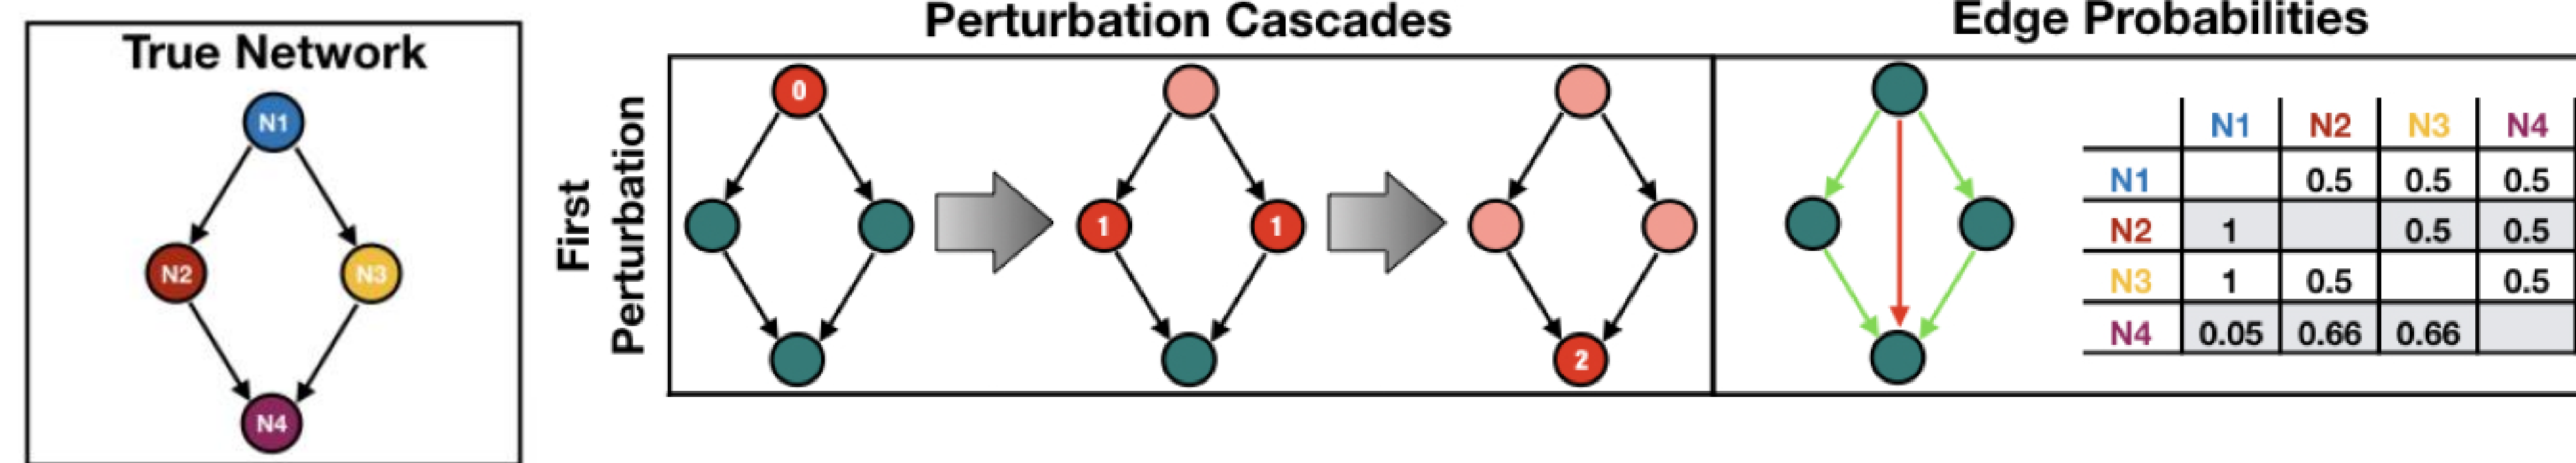 True Network
N1
N2 N3
N4
Perturbation Cascades
First
Perturbation
0
1 1
2
Edge Probabilities
N1 N2 N3 N4
N1 0.5 0.5 0.5
N2 1 0.5 0.5
N3 1 0.5 0.5
N4 0.05 0.66 0.66